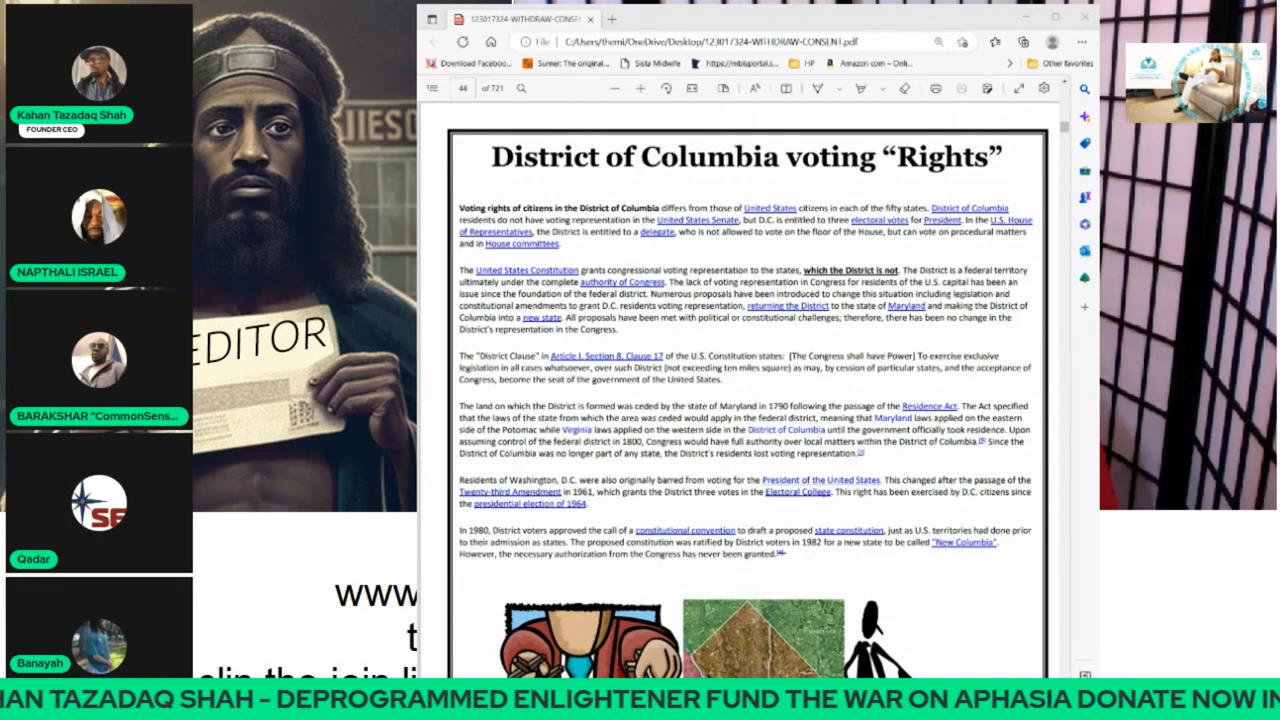 Kahan Tazadaq Shah
FOUNDER CEO
NAPTHALI ISRAEL
BARAKSHAR "CommonSens...
Qadar
Banayah
SE
IIESC
EDITOR
www
t
123017324-WITHDRAW-CONSE
File
C:/Users/themi/OneDrive/Desktop/123017324-WITHDRAW-CONSENT.pdf
Download Faceboo...
Sumer: The original...
Sista Midwife
https://mblsportal.s...
HP
Amazon.com – Onli...
Other favorites
44 of 721
District of Columbia voting “Rights”
Voting rights of citizens in the District of Columbia differs from those of United States citizens in each of the fifty states. District of Columbia
residents do not have voting representation in the United States Senate, but D.C. is entitled to three electoral votes for President. In the U.S. House
of Representatives, the District is entitled to a delegate, who is not allowed to vote on the floor of the House, but can vote on procedural matters
and in House committees.
The United States Constitution grants congressional voting representation to the states, which the District is not. The District is a federal territory
ultimately under the complete authority of Congress. The lack of voting representation in Congress for residents of the U.S. capital has been an
issue since the foundation of the federal district. Numerous proposals have been introduced to change this situation including legislation and
constitutional amendments to grant D.C. residents voting representation, returning the District to the state of Maryland and making the District of
Columbia into a new state. All proposals have been met with political or constitutional challenges; therefore, there has been no change in the
District's representation in the Congress.
The "District Clause" in Article I, Section 8, Clause 17 of the U.S. Constitution states: [The Congress shall have Power] To exercise exclusive
legislation in all cases whatsoever, over such District (not exceeding ten miles square) as may, by cession of particular states, and the acceptance of
Congress, become the seat of the government of the United States.
The land on which the District is formed was ceded by the state of Maryland in 1790 following the passage of the Residence Act. The Act specified
that the laws of the state from which the area was ceded would apply in the federal district, meaning that Maryland laws applied on the eastern
side of the Potomac while Virginia laws applied on the western side in the District of Columbia until the government officially took residence. Upon
assuming control of the federal district in 1800, Congress would have full authority over local matters within the District of Columbia. Since the
District of Columbia was no longer part of any state, the District's residents lost voting representation.
Residents of Washington, D.C. were also originally barred from voting for the President of the United States. This changed after the passage of the
Twenty-third Amendment in 1961, which grants the District three votes in the Electoral College. This right has been exercised by D.C. citizens since
the presidential election of 1964.
In 1980, District voters approved the call of a constitutional convention to draft a proposed state constitution, just as U.S. territories had done prior
to their admission as states. The proposed constitution was ratified by District voters in 1982 for a new state to be called "New Columbia".
However, the necessary authorization from the Congress has never been granted.
HAN TAZADAQ SHAH - DEPROGRAMMED ENLIGHTENER FUND THE WAR ON APHASIA DONATE NOW IN